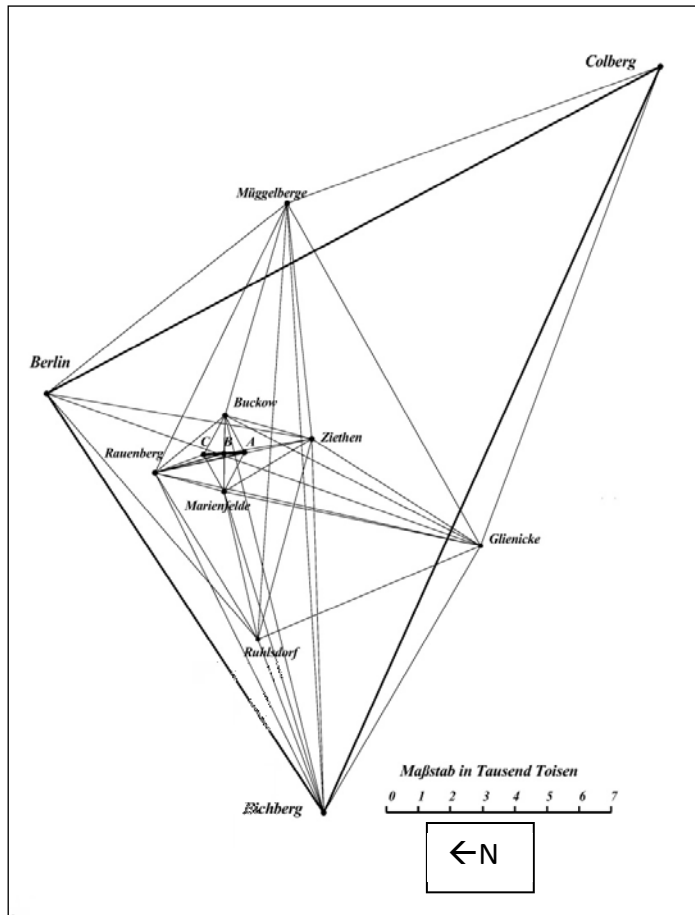 Colberg
Müggelberge
Berlin
Buckow
C B A
Ziethen
Rauenberg
Marienfelde
Glienicke
Ruhlsdorf
Eichberg
Maßstab in Tausend Toisen
0 1 2 3 4 5 6 7
←N